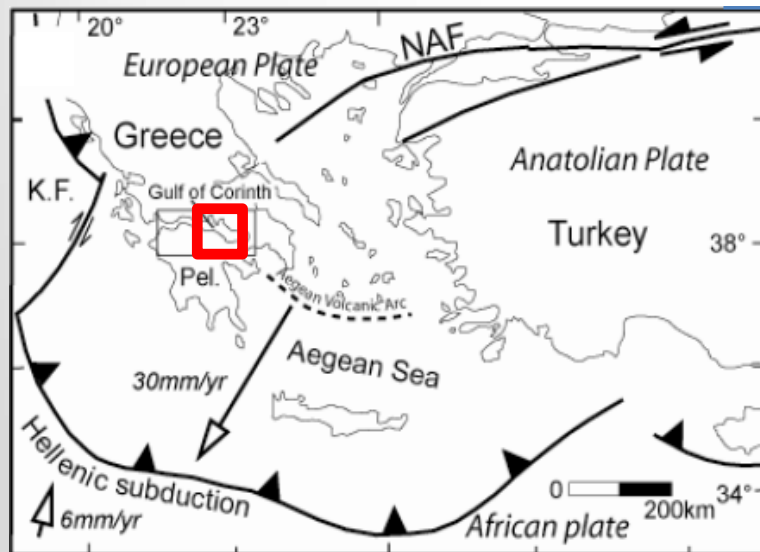 20°
23°
NAF
European Plate
Greece
Anatolian Plate
K.F.
Gulf of Corinth
Turkey
38°
Pel.
Aegean Volcanic Arc
Aegean Sea
30mm/yr
Hellenic subduction
0
200km
34°
6mm/yr
African plate